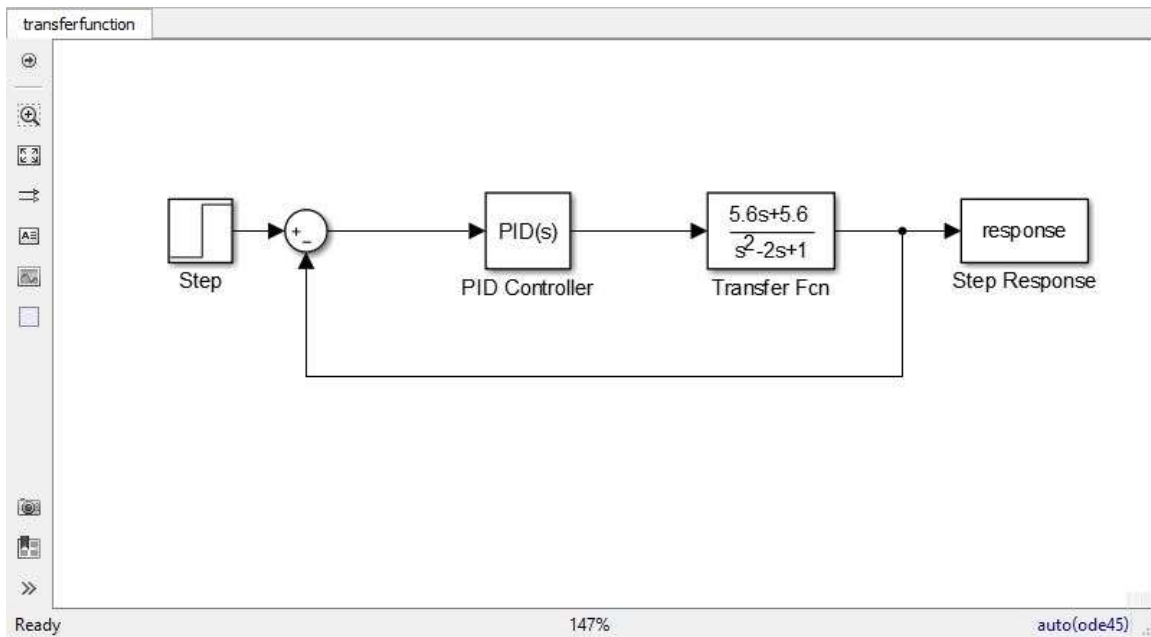 transferfunction
Step
+
−
PID(s)
PID Controller
5.6s+5.6
s²-2s+1
Transfer Fcn
response
Step Response
Ready
147%
auto(ode45)